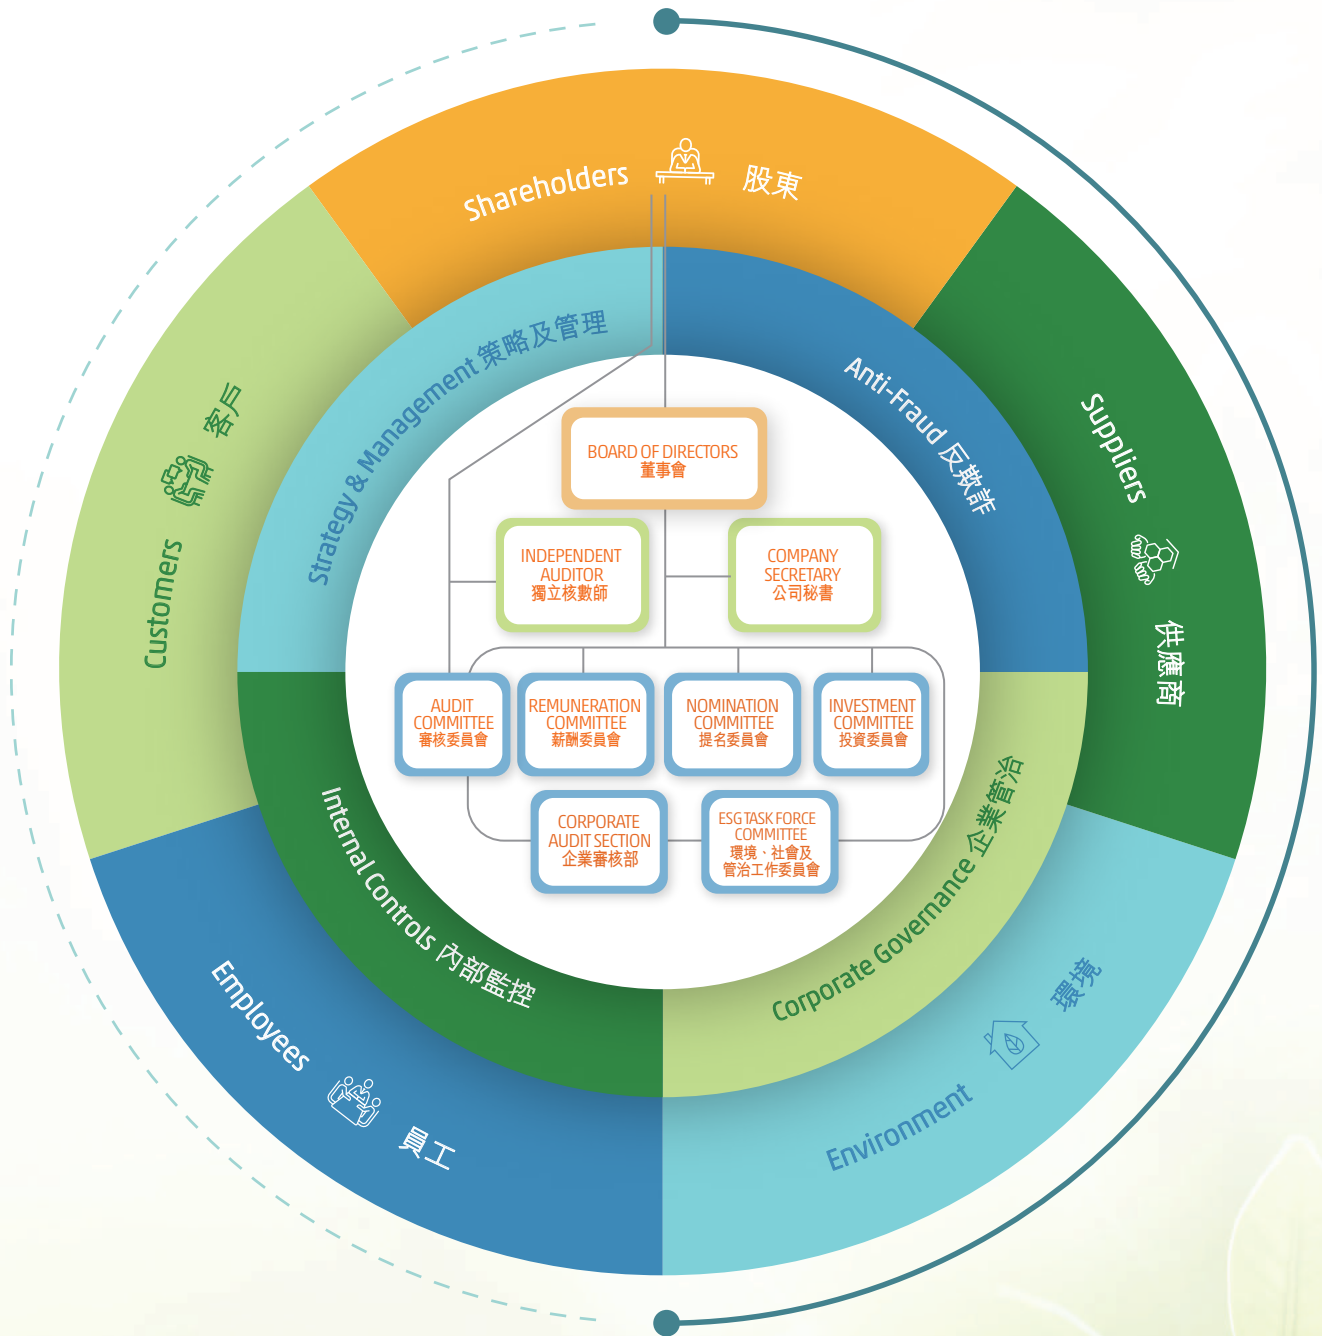 Shareholders 股東
Suppliers 供應商
Environment 環境
Employees 員工
Customers 客戶
Strategy & Management 策略及管理
Anti-Fraud 反欺詐
Corporate Governance 企業管治
Internal Controls 內部監控
BOARD OF DIRECTORS
董事會
INDEPENDENT
AUDITOR
獨立核數師
COMPANY
SECRETARY
公司秘書
AUDIT
COMMITTEE
審核委員會
REMUNERATION
COMMITTEE
薪酬委員會
NOMINATION
COMMITTEE
提名委員會
INVESTMENT
COMMITTEE
投資委員會
CORPORATE
AUDIT SECTION
企業審核部
ESG TASK FORCE
COMMITTEE
環境、社會及
管治工作委員會